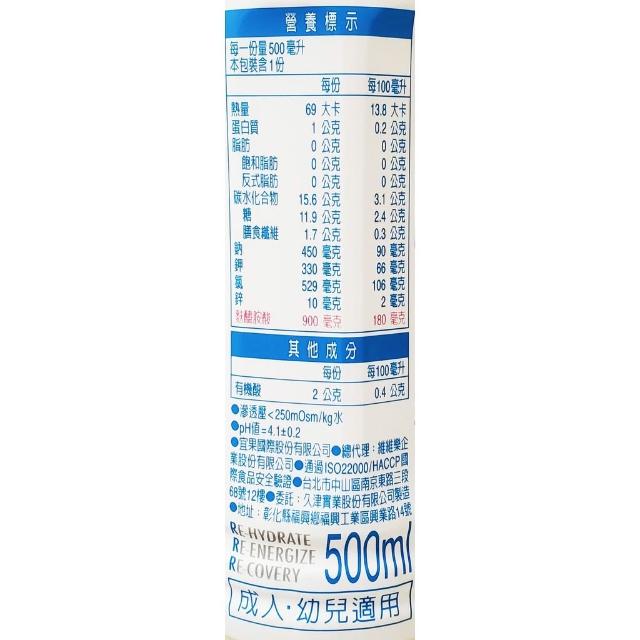 營養標示
每一份量500毫升
本包裝含1份
每份 每100毫升
熱量 69 大卡 13.8 大卡
蛋白質 1 公克 0.2 公克
脂肪 0 公克 0 公克
飽和脂肪 0 公克 0 公克
反式脂肪 0 公克 0 公克
碳水化合物 15.6 公克 3.1 公克
糖 11.9 公克 2.4 公克
膳食纖維 1.7 公克 0.3 公克
鈉 450 毫克 90 毫克
鉀 330 毫克 66 毫克
氯 529 毫克 106 毫克
鋅 10 毫克 2 毫克
麩醯胺酸 900 毫克 180 毫克
其他成分
每份 每100毫升
有機酸 2 公克 0.4 公克
●滲透壓<250mOsm/kg水
●pH值=4.1±0.2
●宜果國際股份有限公司●總代理：維維樂企
業股份有限公司●通過ISO22000/HACCP國
際食品安全驗證●台北市中山區南京東路三段
68號12樓●委託：久津實業股份有限公司製造
●地址：彰化縣福興鄉福興工業區興業路14號
RE-HYDRATE
RE-ENERGIZE
RE-COVERY
500ml
成人·幼兒適用